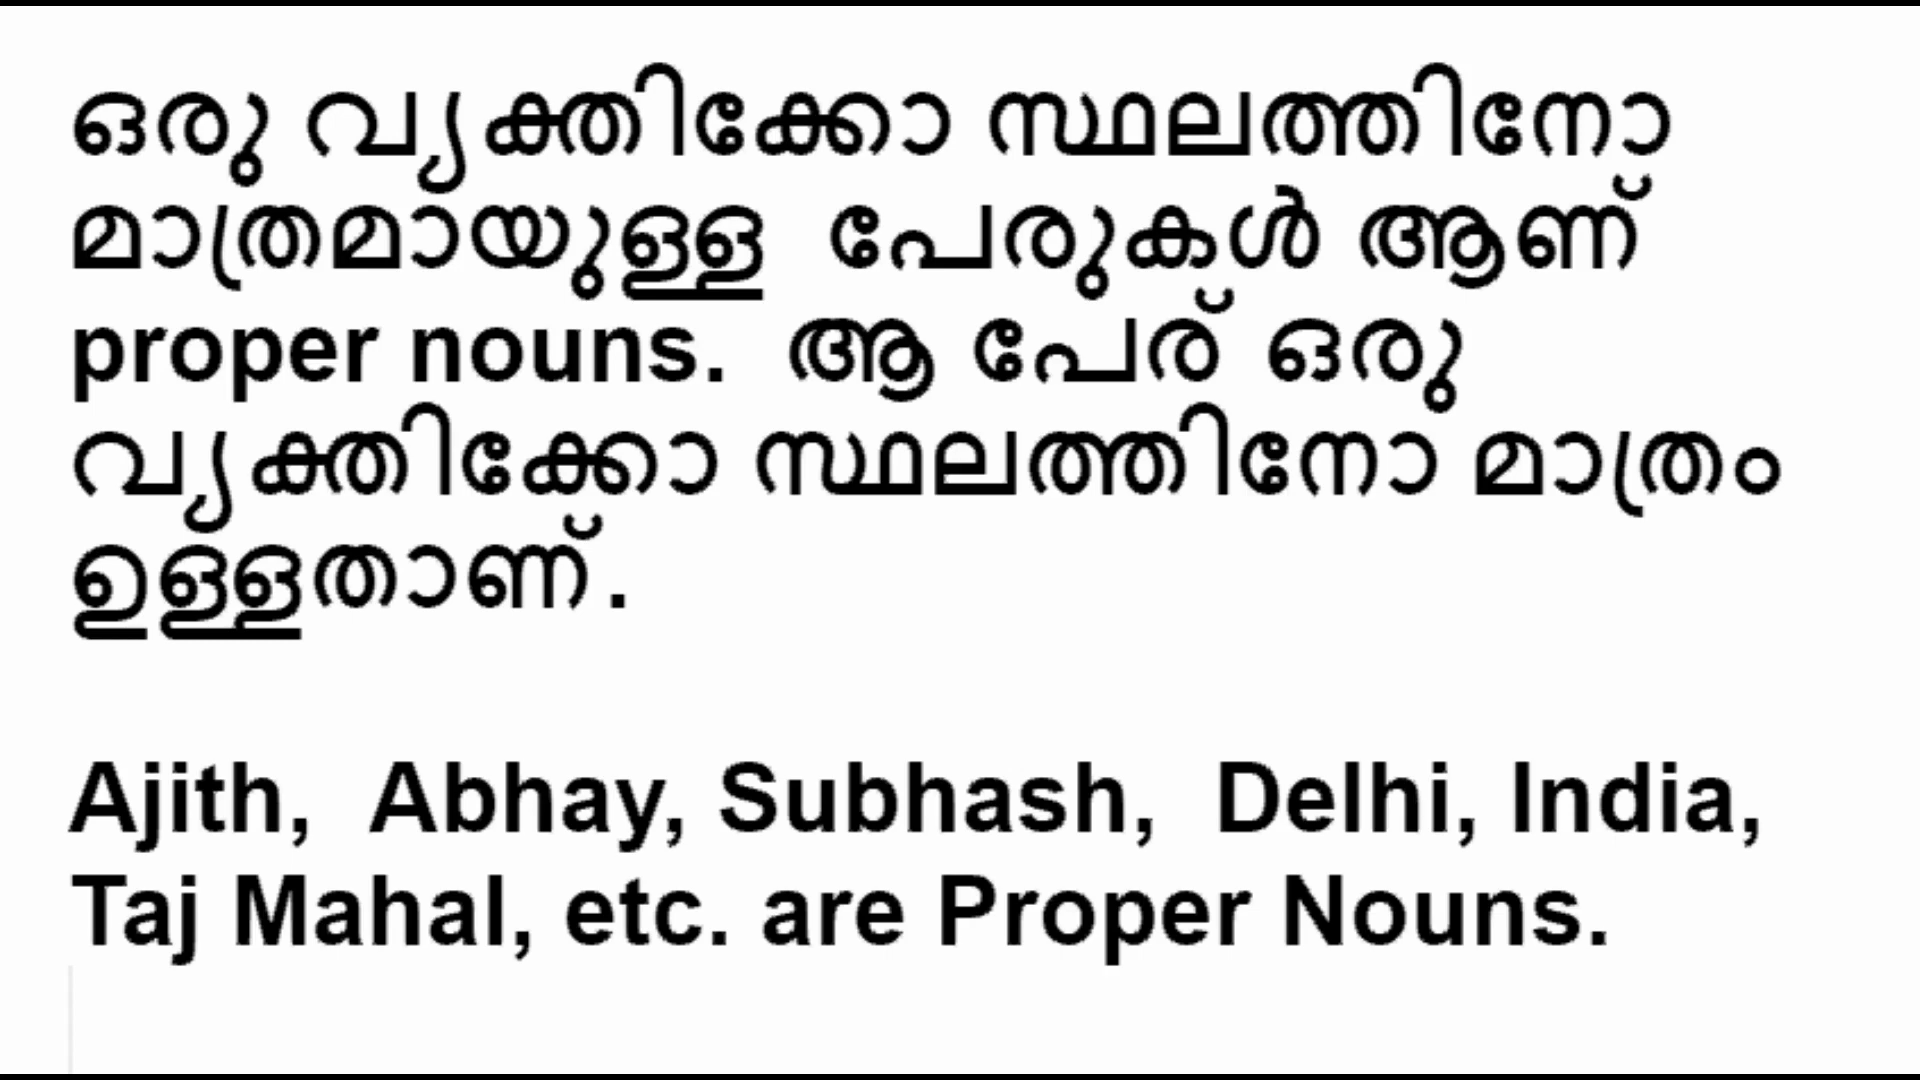 ഒരു വ്യക്തിക്കോ സ്ഥലത്തിനോ
മാത്രമായുള്ള പേരുകൾ ആണ്
proper nouns. ആ പേര് ഒരു
വ്യക്തിക്കോ സ്ഥലത്തിനോ മാത്രം
ഉള്ളതാണ്.
Ajith, Abhay, Subhash, Delhi, India,
Taj Mahal, etc. are Proper Nouns.